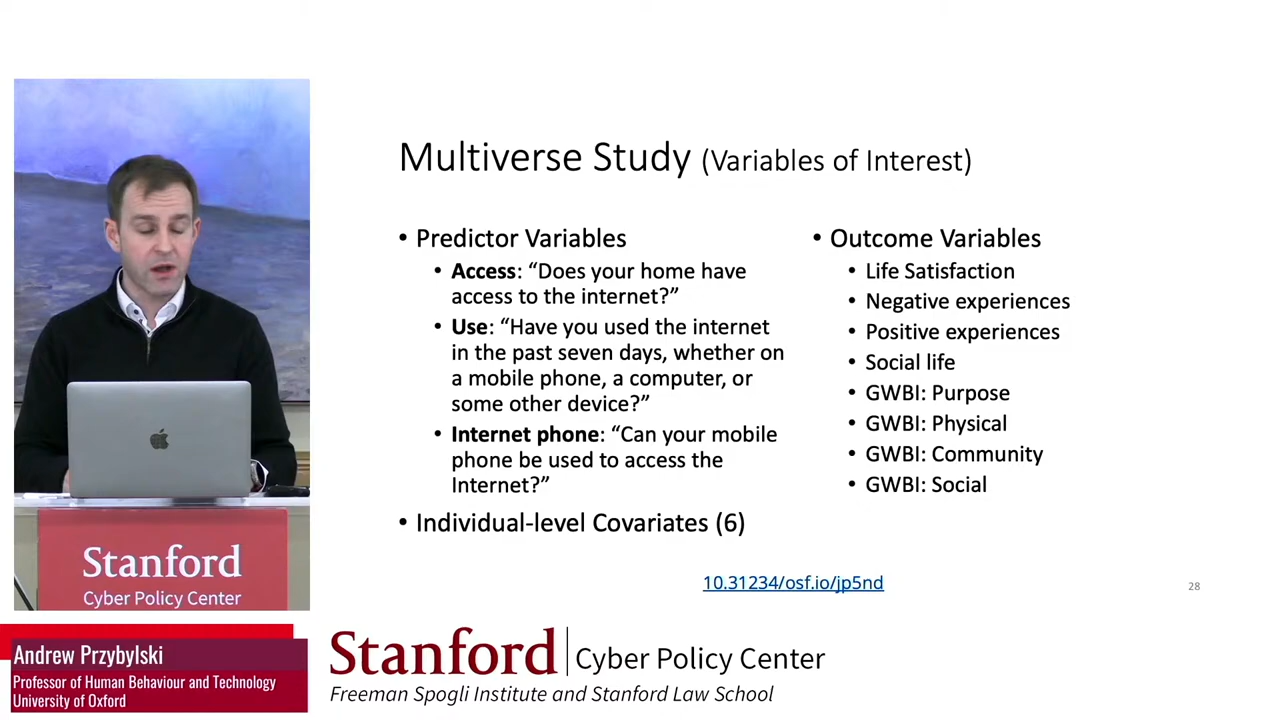 Multiverse Study (Variables of Interest)
• Predictor Variables
• Access: “Does your home have
access to the internet?”
• Use: “Have you used the internet
in the past seven days, whether on
a mobile phone, a computer, or
some other device?”
• Internet phone: “Can your mobile
phone be used to access the
Internet?”
• Individual-level Covariates (6)
• Outcome Variables
• Life Satisfaction
• Negative experiences
• Positive experiences
• Social life
• GWBI: Purpose
• GWBI: Physical
• GWBI: Community
• GWBI: Social
10.31234/osf.io/jp5nd
28
Stanford
Cyber Policy Center
Andrew Przybylski
Professor of Human Behaviour and Technology
University of Oxford
Stanford | Cyber Policy Center
Freeman Spogli Institute and Stanford Law School